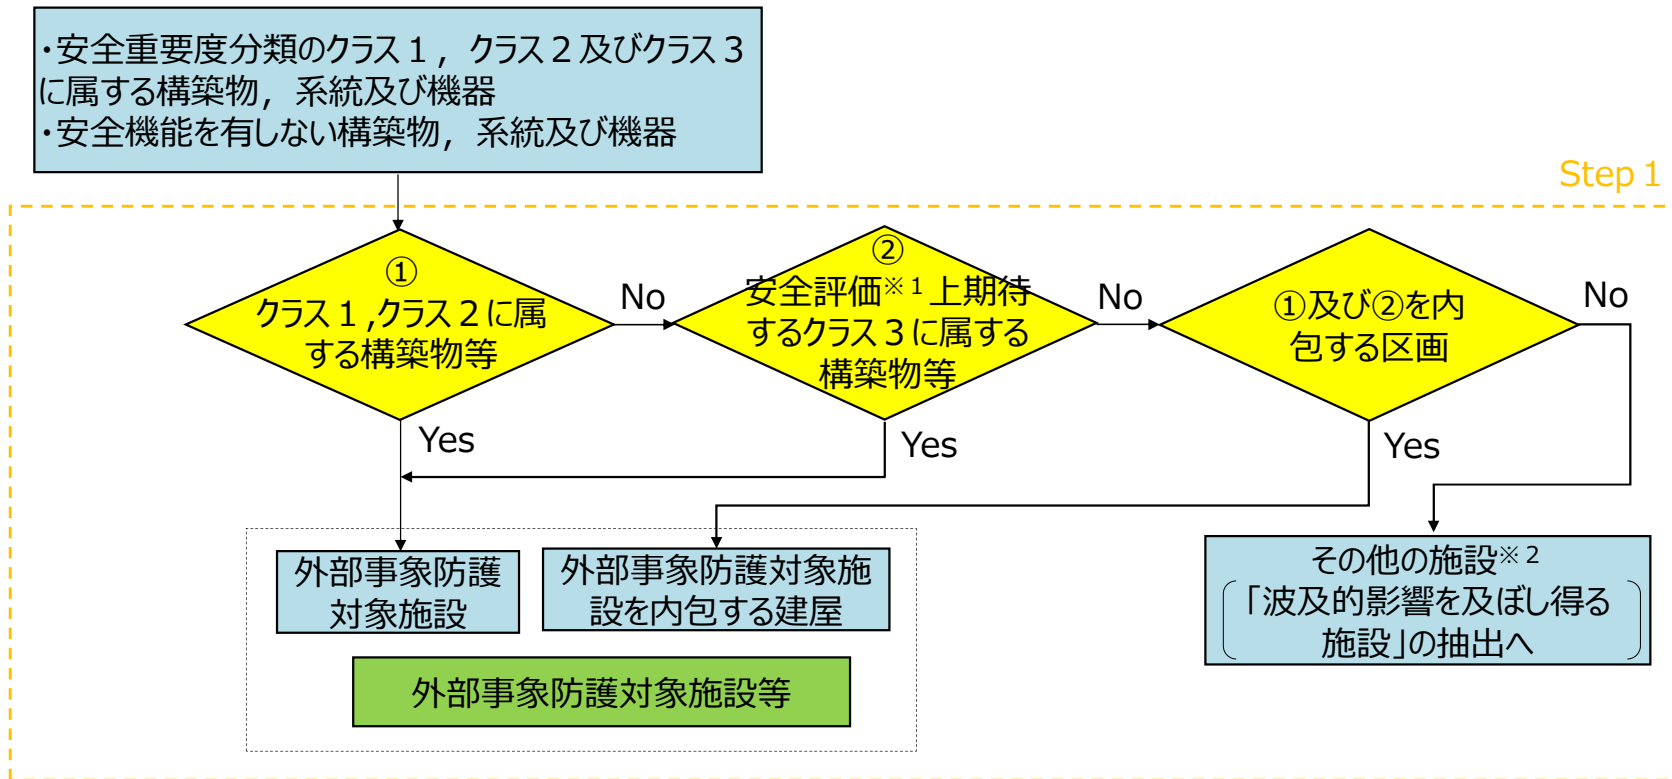 ・安全重要度分類のクラス１，クラス２及びクラス３
に属する構築物，系統及び機器
・安全機能を有しない構築物，系統及び機器
Step 1
①
クラス１,クラス２に属
する構築物等
No
②
安全評価※１上期待
するクラス３に属する
構築物等
No
①及び②を内
包する区画
No
Yes
Yes
Yes
外部事象防護
対象施設
外部事象防護対象施
設を内包する建屋
その他の施設※２
「波及的影響を及ぼし得る
施設」の抽出へ
外部事象防護対象施設等